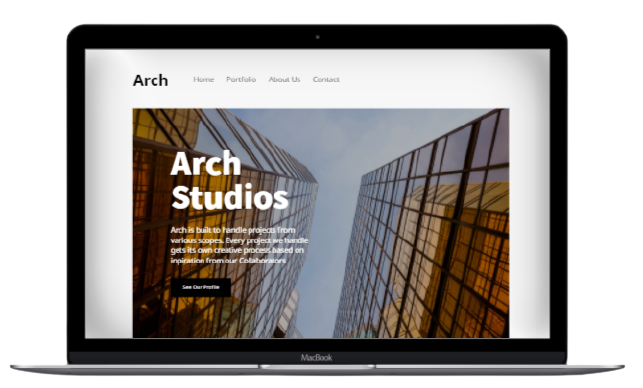 Arch
Home Portfolio About Us Contact
Arch
Studios
Arch is built to handle projects from
various scopes. Every project we handle
gets its own creative process based on
inpiration from our Collaborators
See Our Profile
MacBook